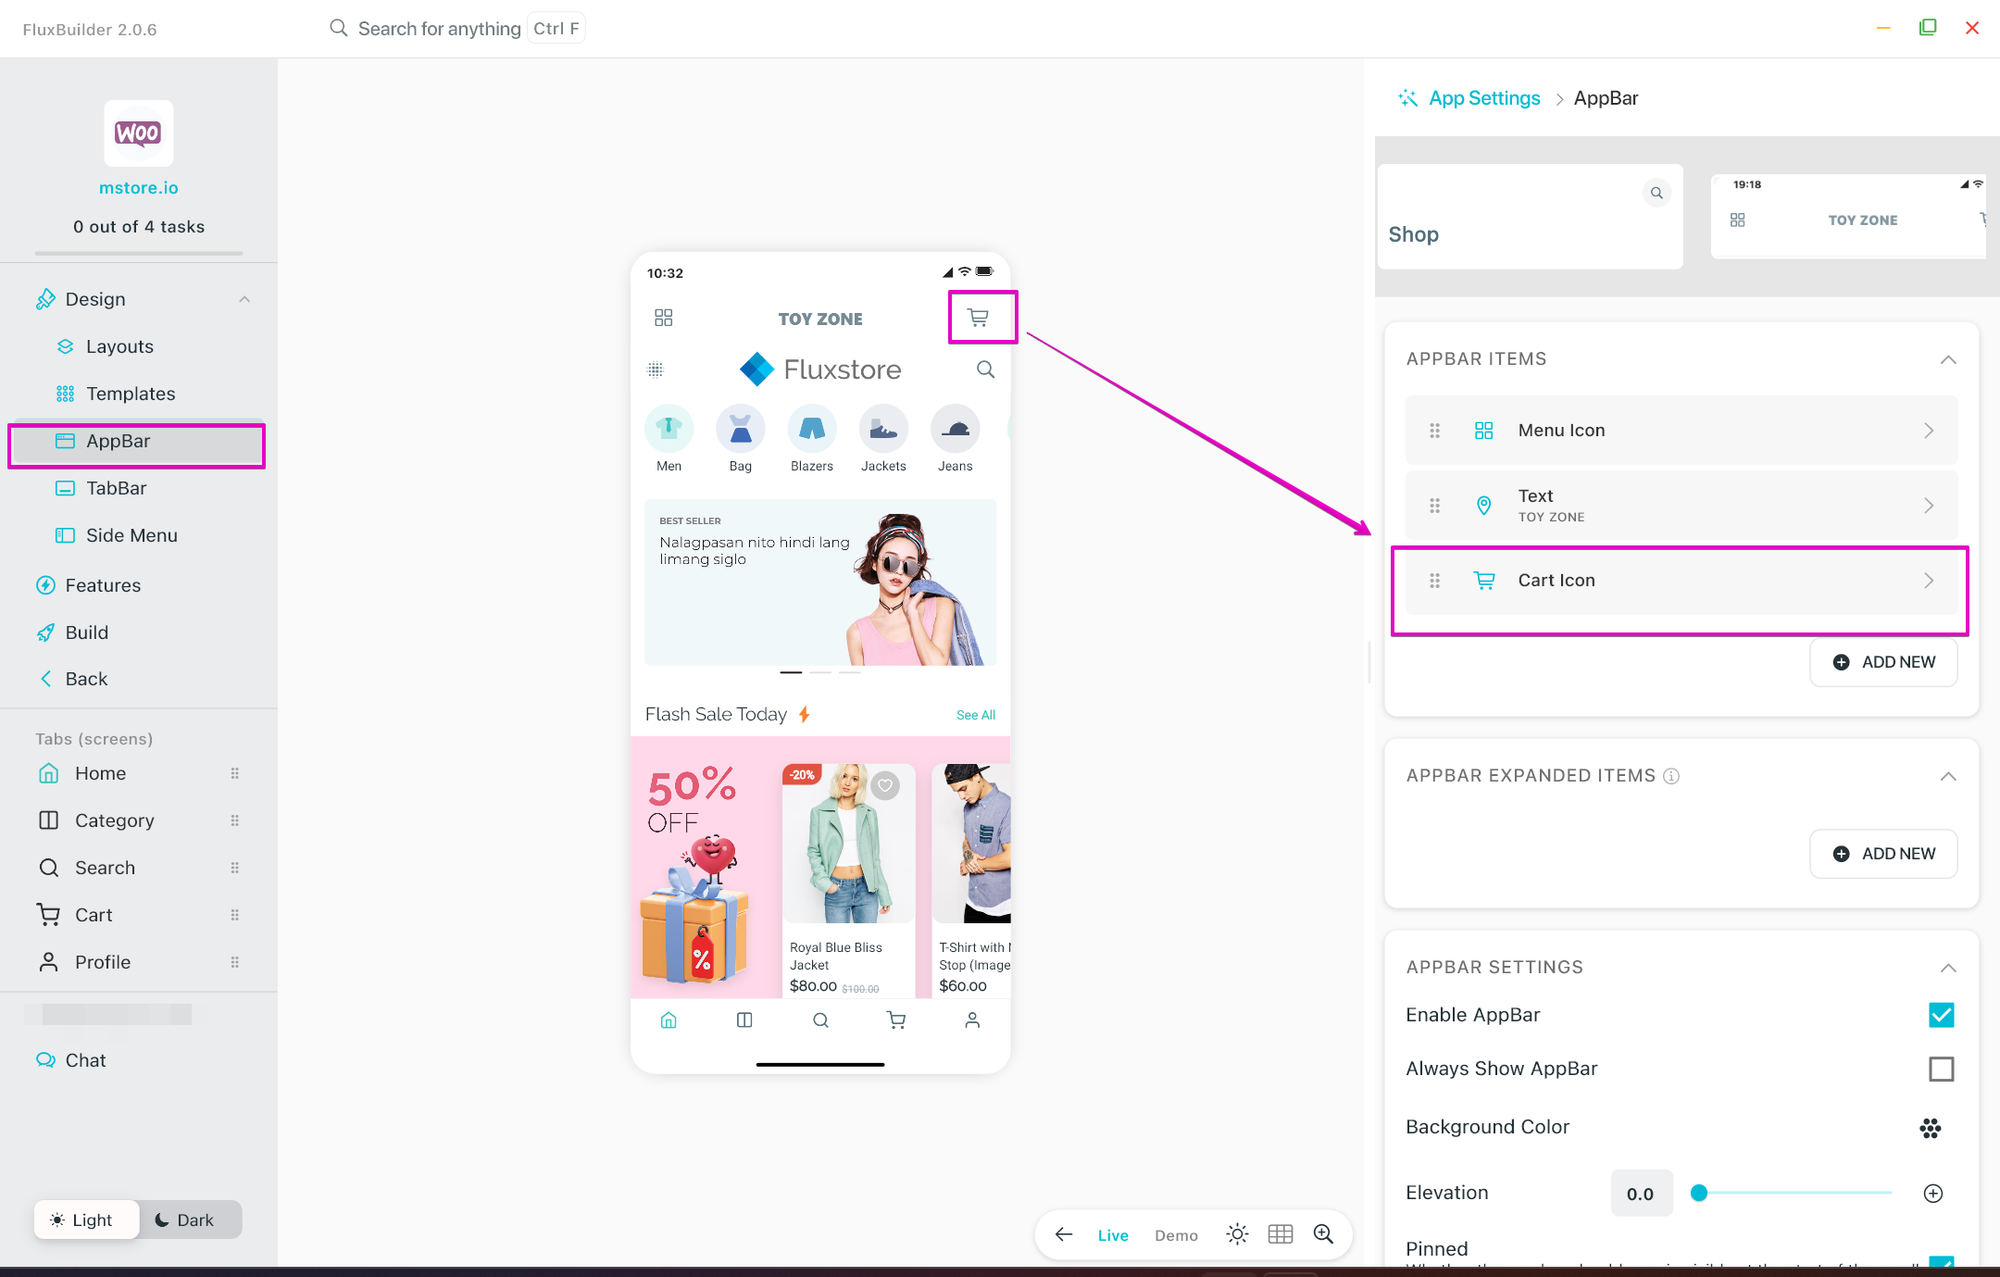 FluxBuilder 2.0.6
Search for anything Ctrl F
WOO
mstore.io
0 out of 4 tasks
Design
Layouts
Templates
AppBar
TabBar
Side Menu
Features
Build
Back
Tabs (screens)
Home
Category
Search
Cart
Profile
Chat
Light
Dark
10:32
TOY ZONE
Fluxstore
Men
Bag
Blazers
Jackets
Jeans
BEST SELLER
Nalagpasan nito hindi lang
limang siglo
Flash Sale Today
See All
50%
OFF
%
-20%
Royal Blue Bliss
Jacket
$80.00 $100.00
T-Shirt with
Stop (Image
$60.00
Live
Demo
App Settings > AppBar
Shop
19:18
TOY ZONE
APPBAR ITEMS
Menu Icon
Text
TOY ZONE
Cart Icon
ADD NEW
APPBAR EXPANDED ITEMS
ADD NEW
APPBAR SETTINGS
Enable AppBar
Always Show AppBar
Background Color
Elevation
0.0
Pinned